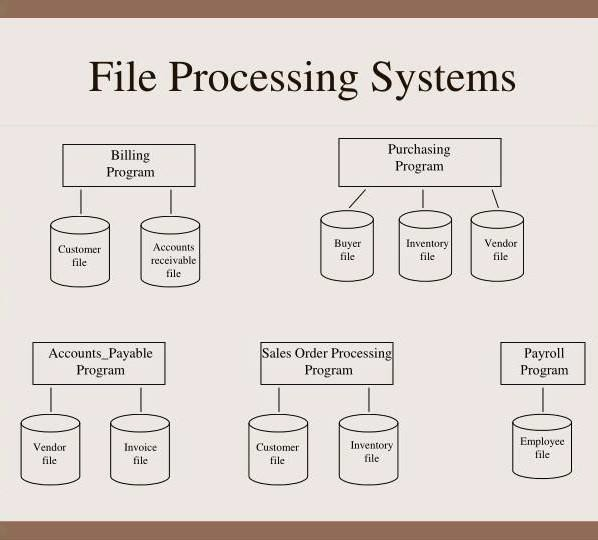 File Processing Systems
Billing
Program
Purchasing
Program
Customer
file
Accounts
receivable
file
Buyer
file
Inventory
file
Vendor
file
Accounts_Payable
Program
Sales Order Processing
Program
Payroll
Program
Vendor
file
Invoice
file
Customer
file
Inventory
file
Employee
file